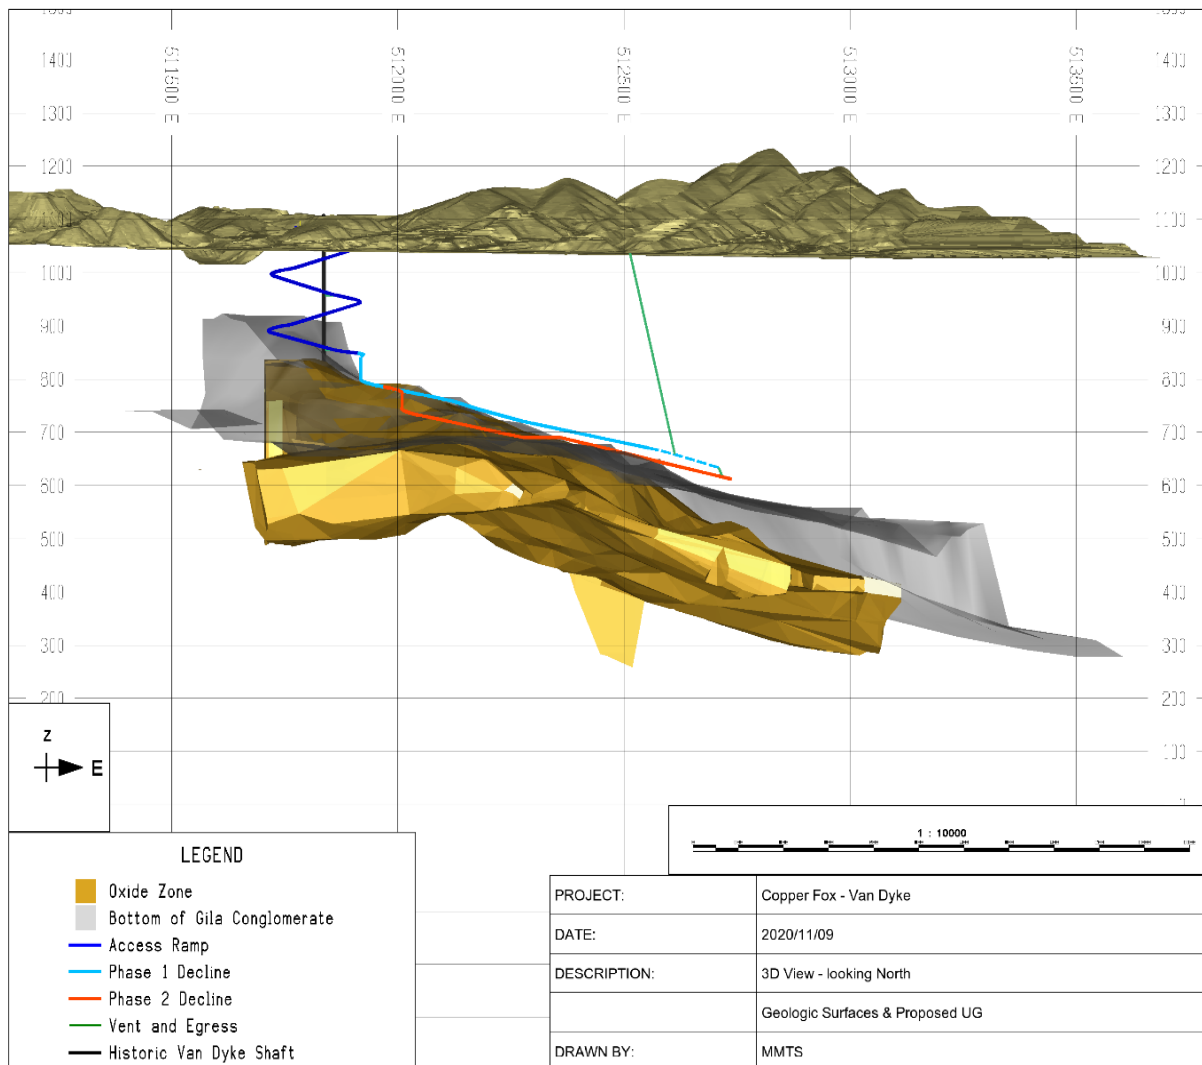 1400 1400
1300 1300
1200 1200
1100 1100
1000 1000
900 900
800 800
700 700
600 600
500 500
400 400
300 300
200 200
100
511500 E
512000 E
512500 E
513000 E
513500 E
Z
E
1 : 10000
LEGEND
Oxide Zone
Bottom of Gila Conglomerate
Access Ramp
Phase 1 Decline
Phase 2 Decline
Vent and Egress
Historic Van Dyke Shaft
PROJECT: Copper Fox - Van Dyke
DATE: 2020/11/09
DESCRIPTION: 3D View - looking North
Geologic Surfaces & Proposed UG
DRAWN BY: MMTS